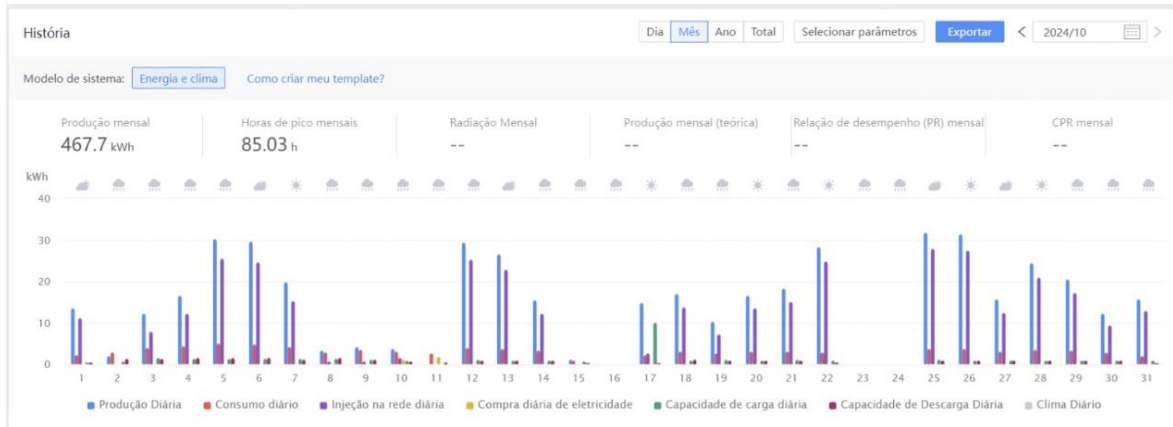 História Dia Mês Ano Total Selecionar parâmetros Exportar < 2024/10 >
Modelo de sistema: Energia e clima Como criar meu template?
Produção mensal Horas de pico mensais Radiação Mensal Produção mensal (teórica) Relação de desempenho (PR) mensal CPR mensal
467.7 kWh 85.03 h -- -- -- --
kWh
40
30
20
10
0
1 2 3 4 5 6 7 8 9 10 11 12 13 14 15 16 17 18 19 20 21 22 23 24 25 26 27 28 29 30 31
Produção Diária Consumo diário Injeção na rede diária Compra diária de eletricidade Capacidade de carga diária Capacidade de Descarga Diária Clima Diário